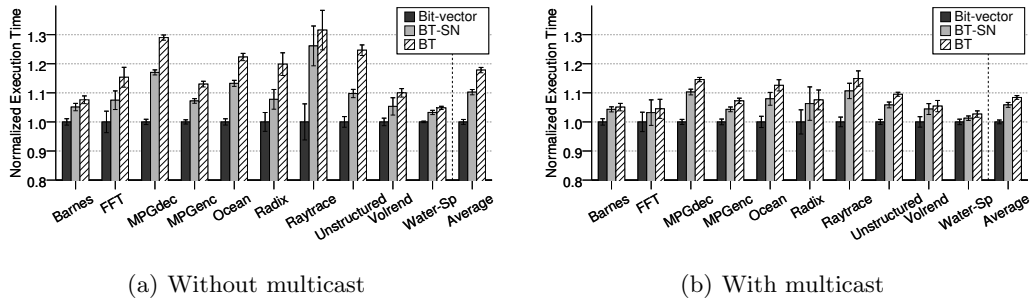 Normalized Execution Time
1.3
1.2
1.1
1.0
0.9
0.8
Bit-vector
BT-SN
BT
Barnes
FFT
MPGdec
MPGenc
Ocean
Radix
Raytrace
Unstructured
Volrend
Water-Sp
Average
(a) Without multicast
Normalized Execution Time
1.3
1.2
1.1
1.0
0.9
0.8
Bit-vector
BT-SN
BT
Barnes
FFT
MPGdec
MPGenc
Ocean
Radix
Raytrace
Unstructured
Volrend
Water-Sp
Average
(b) With multicast